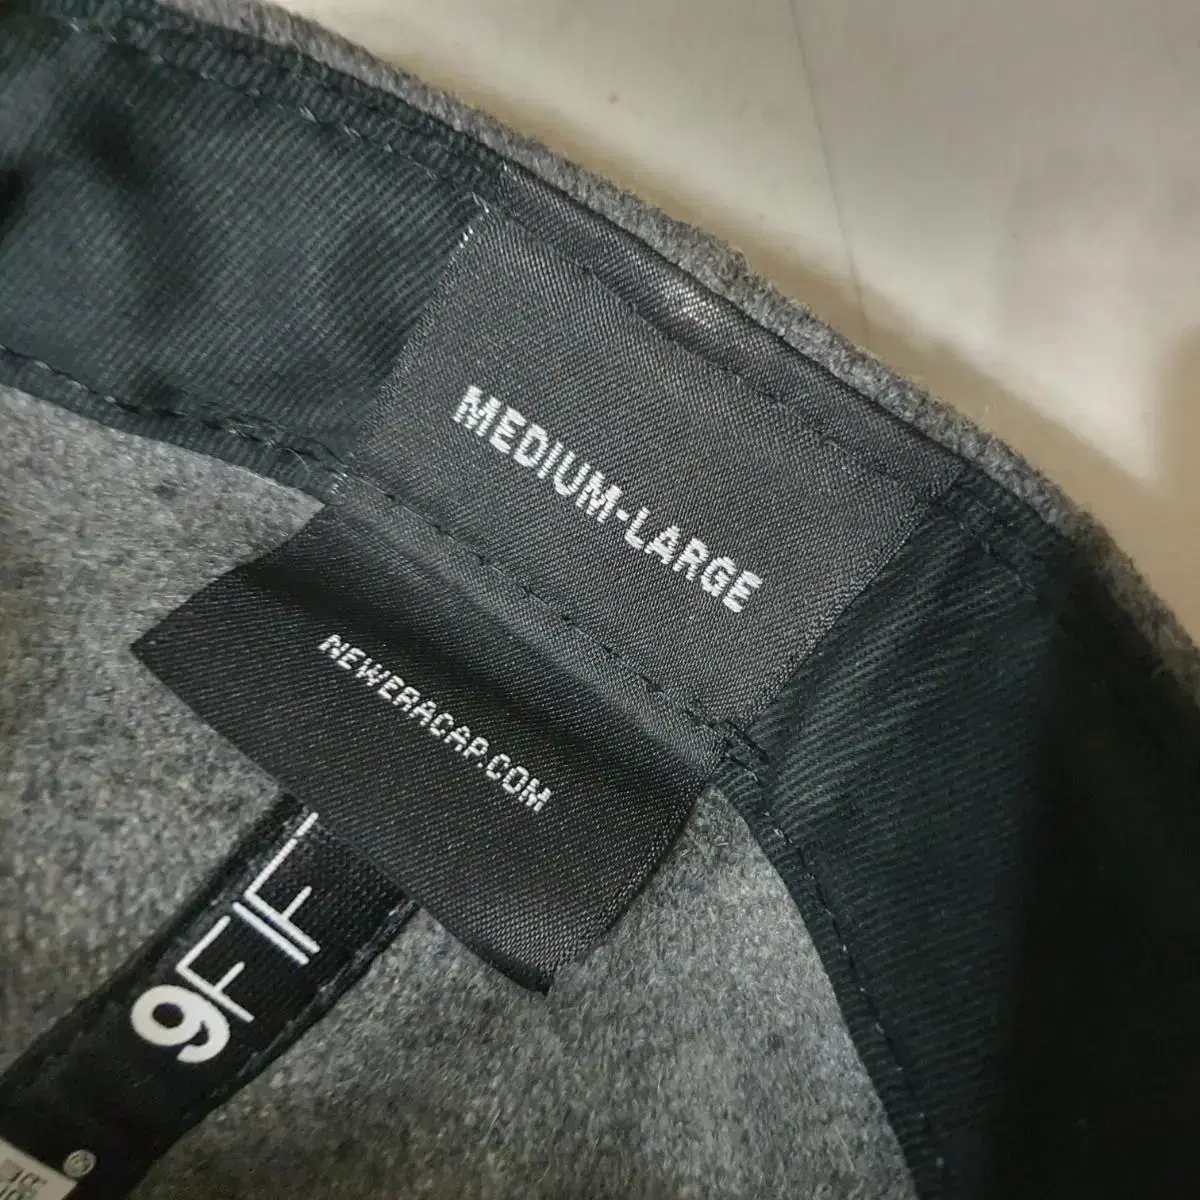 MEDIUM-LARGE
NEWERACAP.COM
9FIF
®